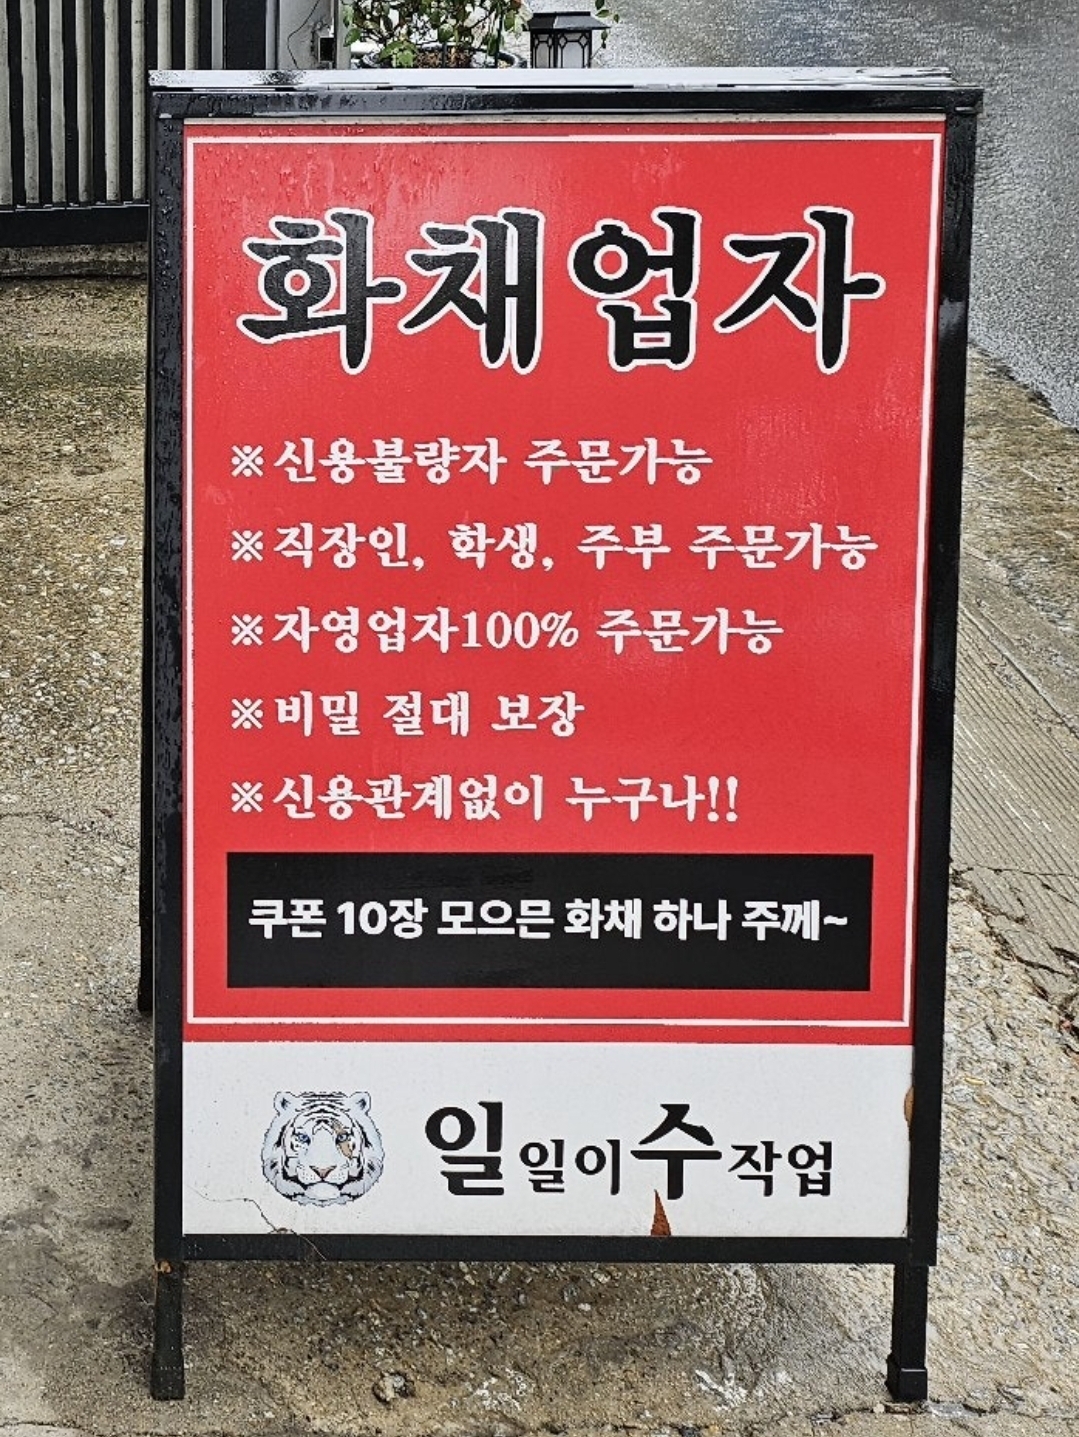 화채업자
※신용불량자 주문가능
※직장인, 학생, 주부 주문가능
※자영업자100% 주문가능
※비밀 절대 보장
※신용관계없이 누구나!!
쿠폰 10장 모으믄 화채 하나 주께~
일일이수작업